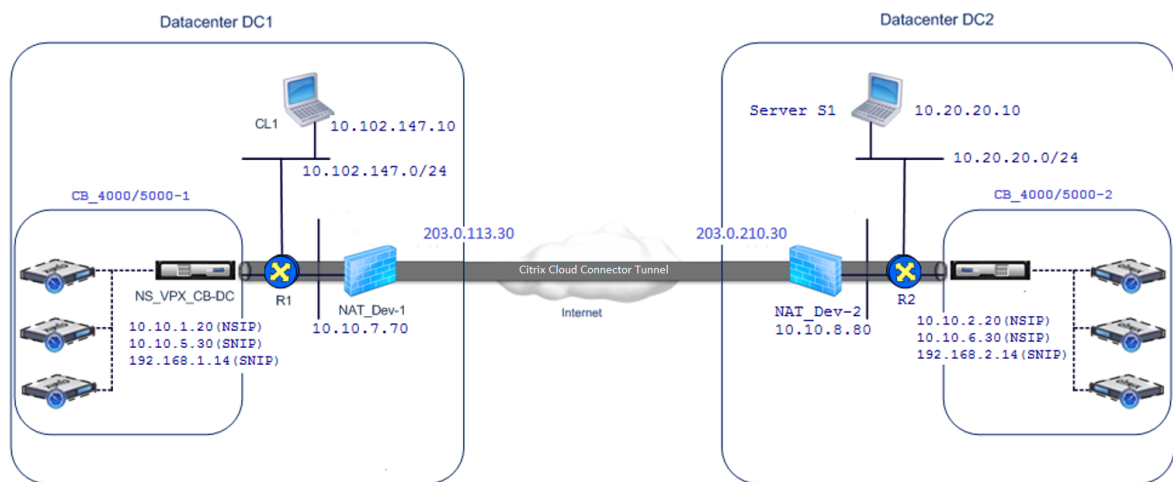 Datacenter DC1
Datacenter DC2
CL1
10.102.147.10
10.102.147.0/24
Server S1
10.20.20.10
10.20.20.0/24
CB_4000/5000-1
CB_4000/5000-2
203.0.113.30
203.0.210.30
Citrix Cloud Connector Tunnel
Internet
NS_VPX_CB-DC
R1
NAT_Dev-1
10.10.7.70
NAT_Dev-2
10.10.8.80
R2
10.10.1.20(NSIP)
10.10.5.30(SNIP)
192.168.1.14(SNIP)
10.10.2.20(NSIP)
10.10.6.30(NSIP)
192.168.2.14(SNIP)